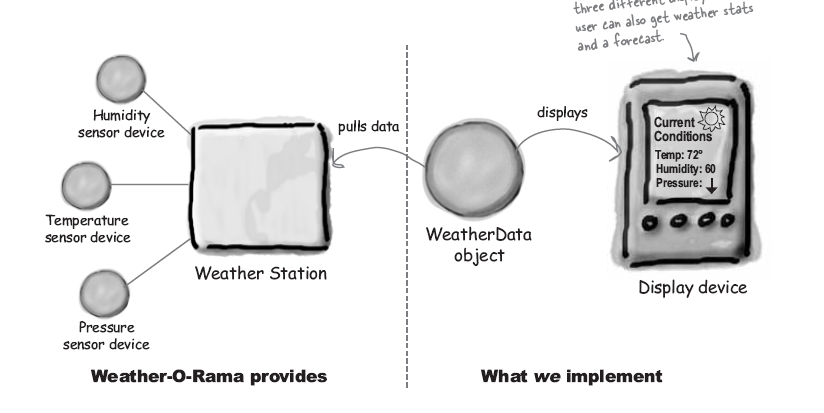 three different
user can also get weather stats
and a forecast.
Humidity
sensor device
pulls data
displays
Current
Conditions
Temp: 72°
Humidity: 60
Pressure:
Temperature
sensor device
WeatherData
object
Weather Station
Display device
Pressure
sensor device
Weather-O-Rama provides
What we implement